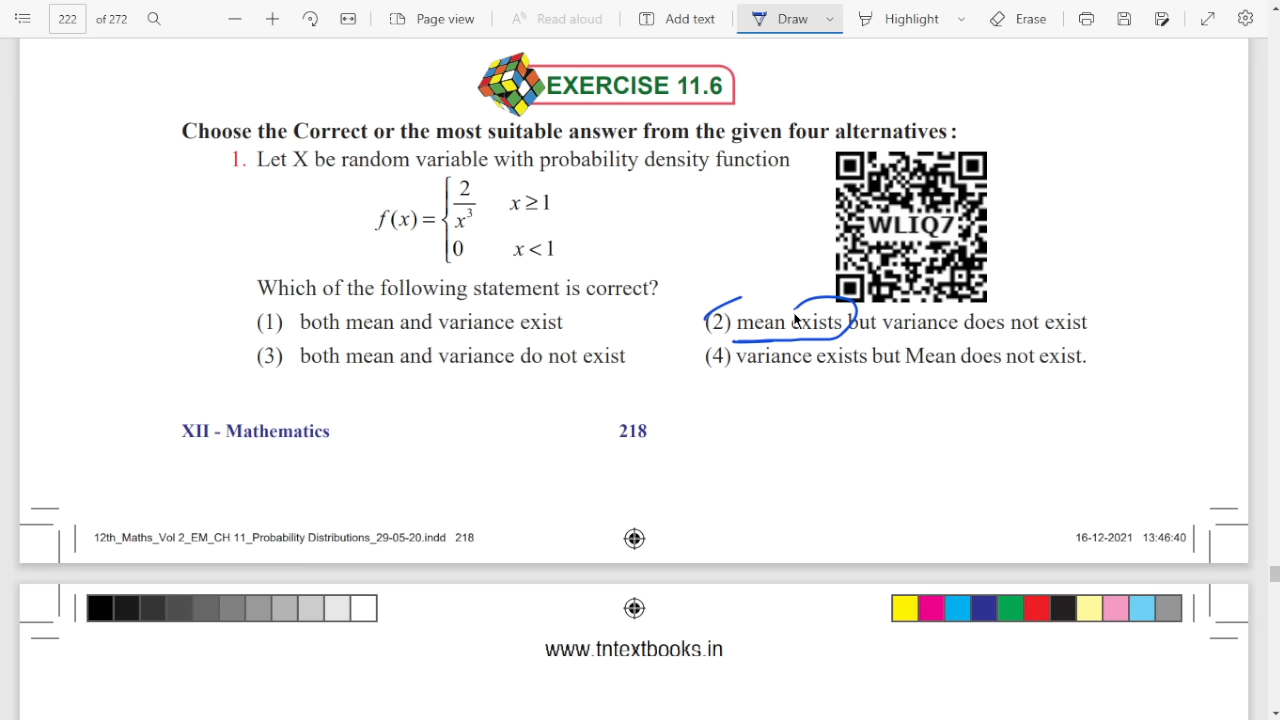 222 of 272 Page view Read aloud Add text Draw Highlight Erase
EXERCISE 11.6
Choose the Correct or the most suitable answer from the given four alternatives :
1. Let X be random variable with probability density function
f(x) = { 2/x³ x ≥ 1
0 x < 1
WLIQ7
Which of the following statement is correct?
(1) both mean and variance exist (2) mean exists but variance does not exist
(3) both mean and variance do not exist (4) variance exists but Mean does not exist.
XII - Mathematics 218
12th_Maths_Vol 2_EM_CH 11_Probability Distributions_29-05-20.indd 218 16-12-2021 13:46:40
www.tntextbooks.in